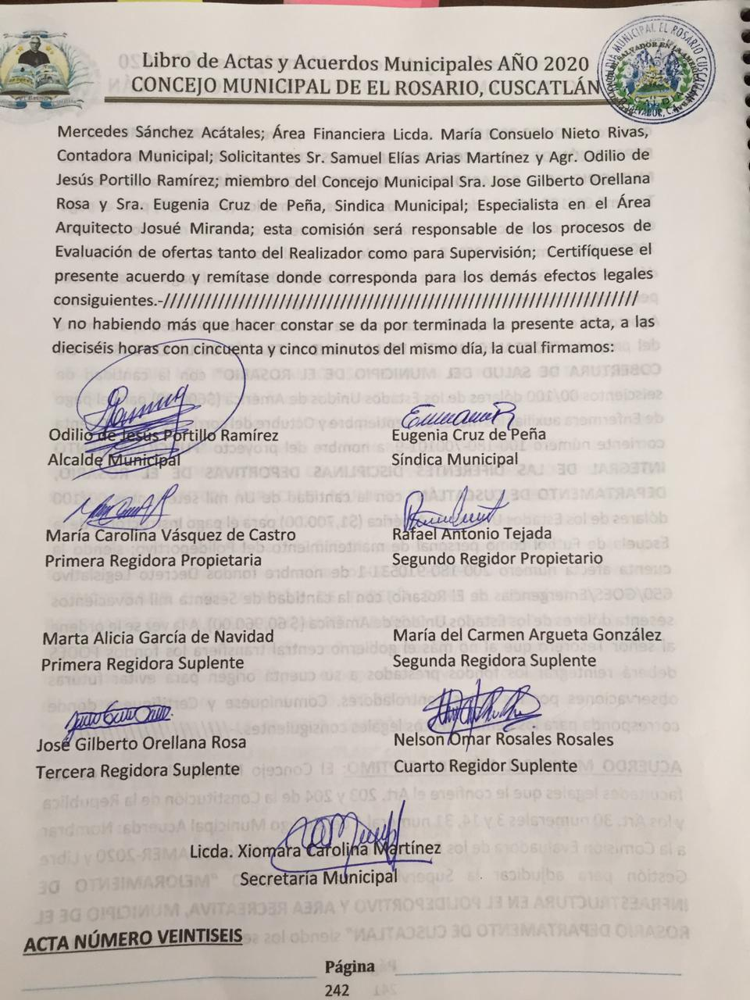 Libro de Actas y Acuerdos Municipales AÑO 2020
CONCEJO MUNICIPAL DE EL ROSARIO, CUSCATLÁN
Mercedes Sánchez Acátales; Área Financiera Licda. María Consuelo Nieto Rivas,
Contadora Municipal; Solicitantes Sr. Samuel Elías Arias Martínez y Agr. Odilio de
Jesús Portillo Ramírez; miembro del Concejo Municipal Sra. Jose Gilberto Orellana
Rosa y Sra. Eugenia Cruz de Peña, Sindica Municipal; Especialista en el Área
Arquitecto Josué Miranda; esta comisión será responsable de los procesos de
Evaluación de ofertas tanto del Realizador como para Supervisión; Certifíquese el
presente acuerdo y remítase donde corresponda para los demás efectos legales
consiguientes.-//////////////////////////////////////////////////////////////////////
Y no habiendo más que hacer constar se da por terminada la presente acta, a las
dieciséis horas con cincuenta y cinco minutos del mismo día, la cual firmamos:
Odilio de Jesús Portillo Ramírez
Alcalde Municipal
Eugenia Cruz de Peña
Síndica Municipal
María Carolina Vásquez de Castro
Primera Regidora Propietaria
Rafael Antonio Tejada
Segundo Regidor Propietario
Marta Alicia García de Navidad
Primera Regidora Suplente
María del Carmen Argueta González
Segunda Regidora Suplente
José Gilberto Orellana Rosa
Tercera Regidora Suplente
Nelson Omar Rosales Rosales
Cuarto Regidor Suplente
Licda. Xiomara Carolina Martínez
Secretaria Municipal
ACTA NÚMERO VEINTISEIS
Página
242